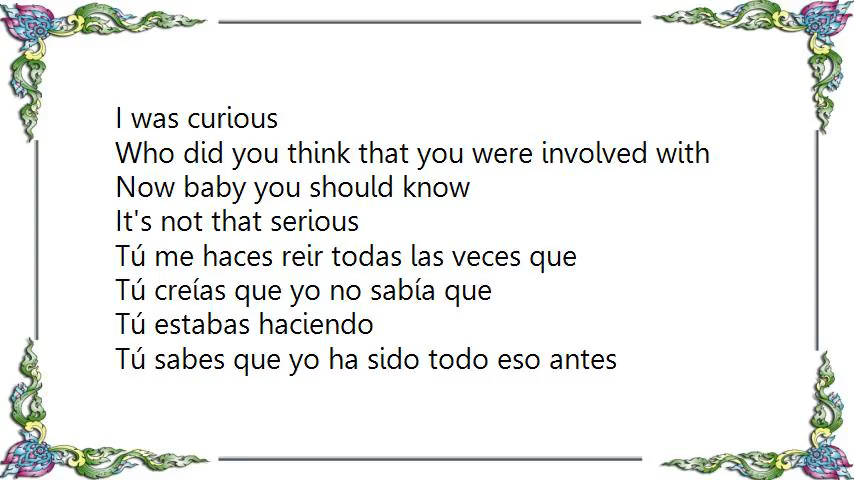 I was curious
Who did you think that you were involved with
Now baby you should know
It's not that serious
Tú me haces reir todas las veces que
Tú creías que yo no sabía que
Tú estabas haciendo
Tú sabes que yo ha sido todo eso antes